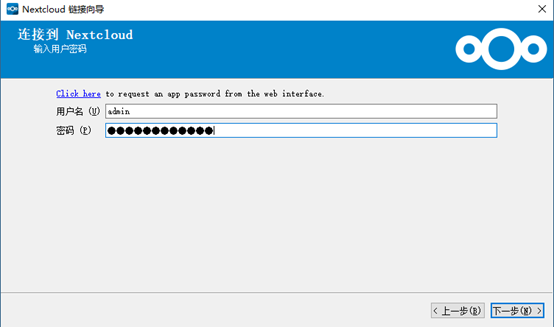 Nextcloud 链接向导
连接到 Nextcloud
输入用户密码
Click here to request an app password from the web interface.
用户名 (U) admin
密码 (P) ●●●●●●●●●●●●
< 上一步(B) 下一步(N) >